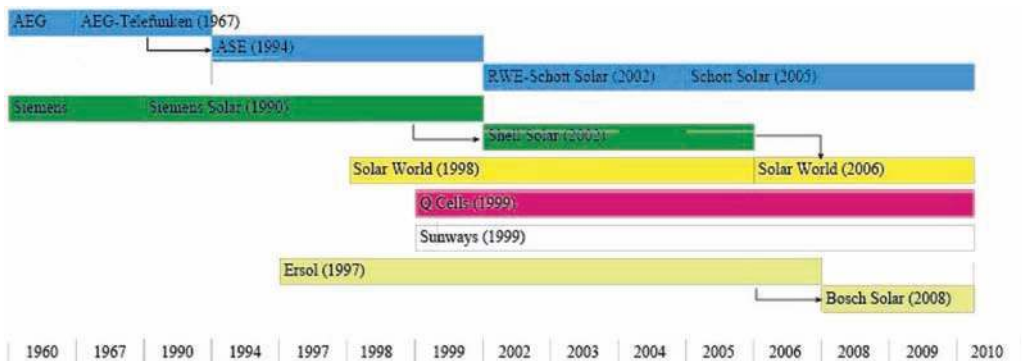 AEG AEG-Telefunken (1967)
ASE (1994)
RWE-Schott Solar (2002) Schott Solar (2005)
Siemens Siemens Solar (1990)
Shell Solar (2002)
Solar World (1998) Solar World (2006)
Q Cells (1999)
Sunways (1999)
Ersol (1997)
Bosch Solar (2008)
1960 1967 1990 1994 1997 1998 1999 2002 2003 2004 2005 2006 2008 2009 2010